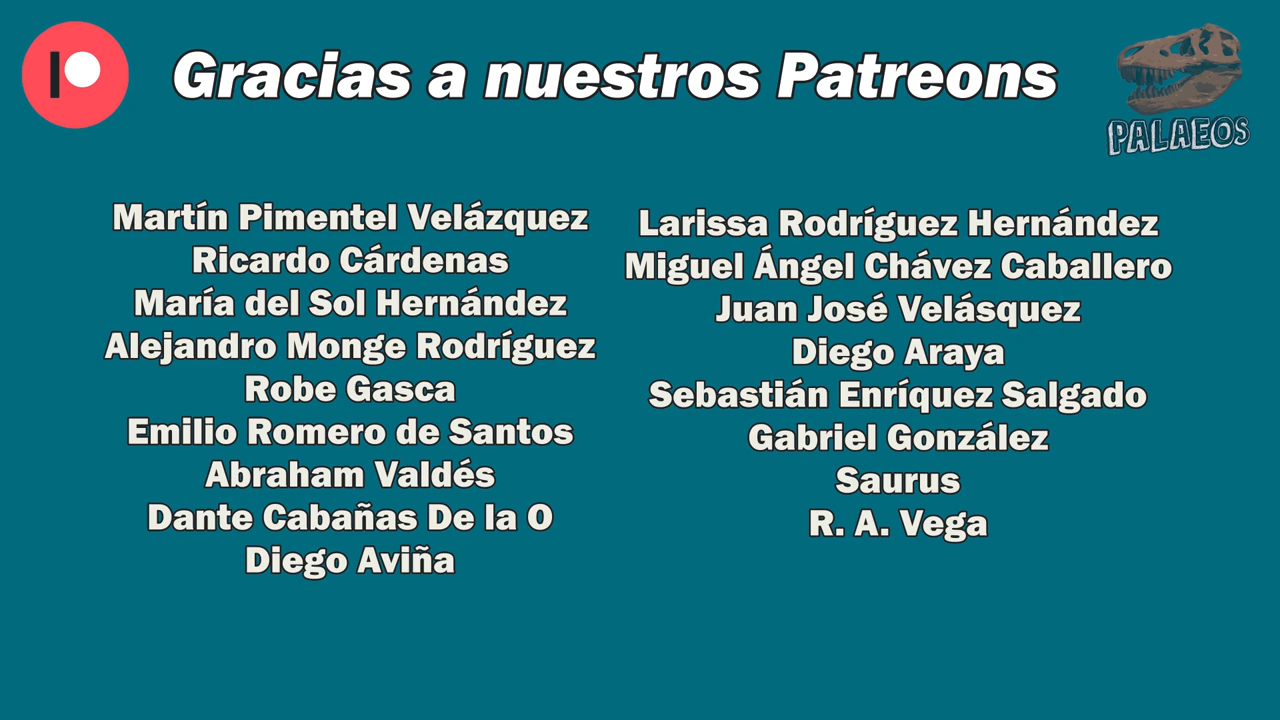 Gracias a nuestros Patreons
PALAEOS
Martín Pimentel Velázquez
Ricardo Cárdenas
María del Sol Hernández
Alejandro Monge Rodríguez
Robe Gasca
Emilio Romero de Santos
Abraham Valdés
Dante Cabañas De la O
Diego Aviña
Larissa Rodríguez Hernández
Miguel Ángel Chávez Caballero
Juan José Velásquez
Diego Araya
Sebastián Enríquez Salgado
Gabriel González
Saurus
R. A. Vega